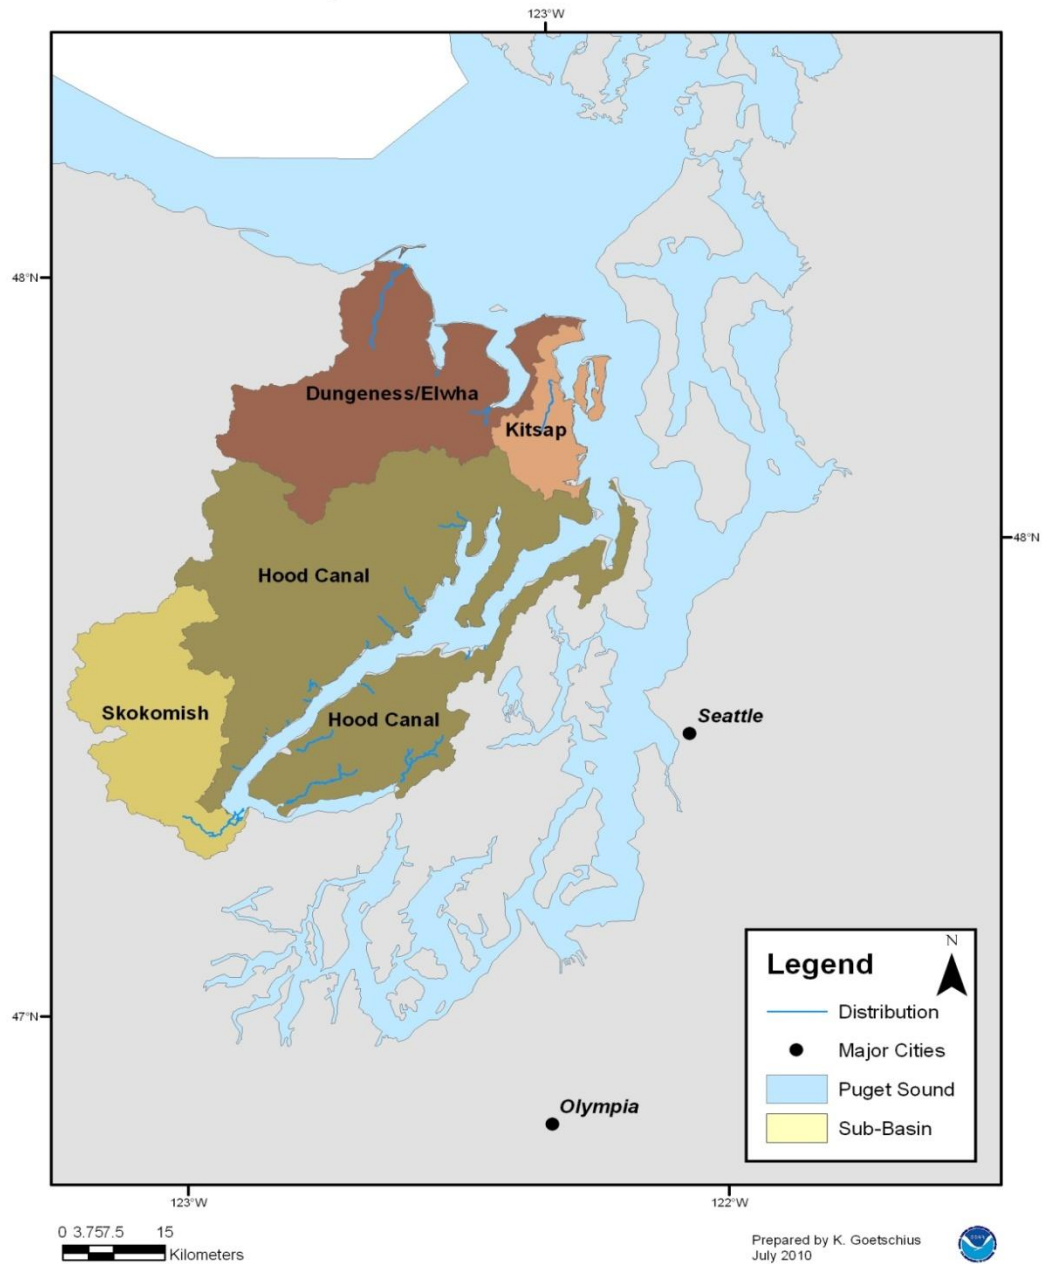 123°W
48°N
Dungeness/Elwha
Kitsap
48°N
Hood Canal
Skokomish
Hood Canal
Seattle
47°N
Olympia
Legend
N
Distribution
Major Cities
Puget Sound
Sub-Basin
123°W
122°W
0 3.757.5 15
Kilometers
Prepared by K. Goetschius
July 2010